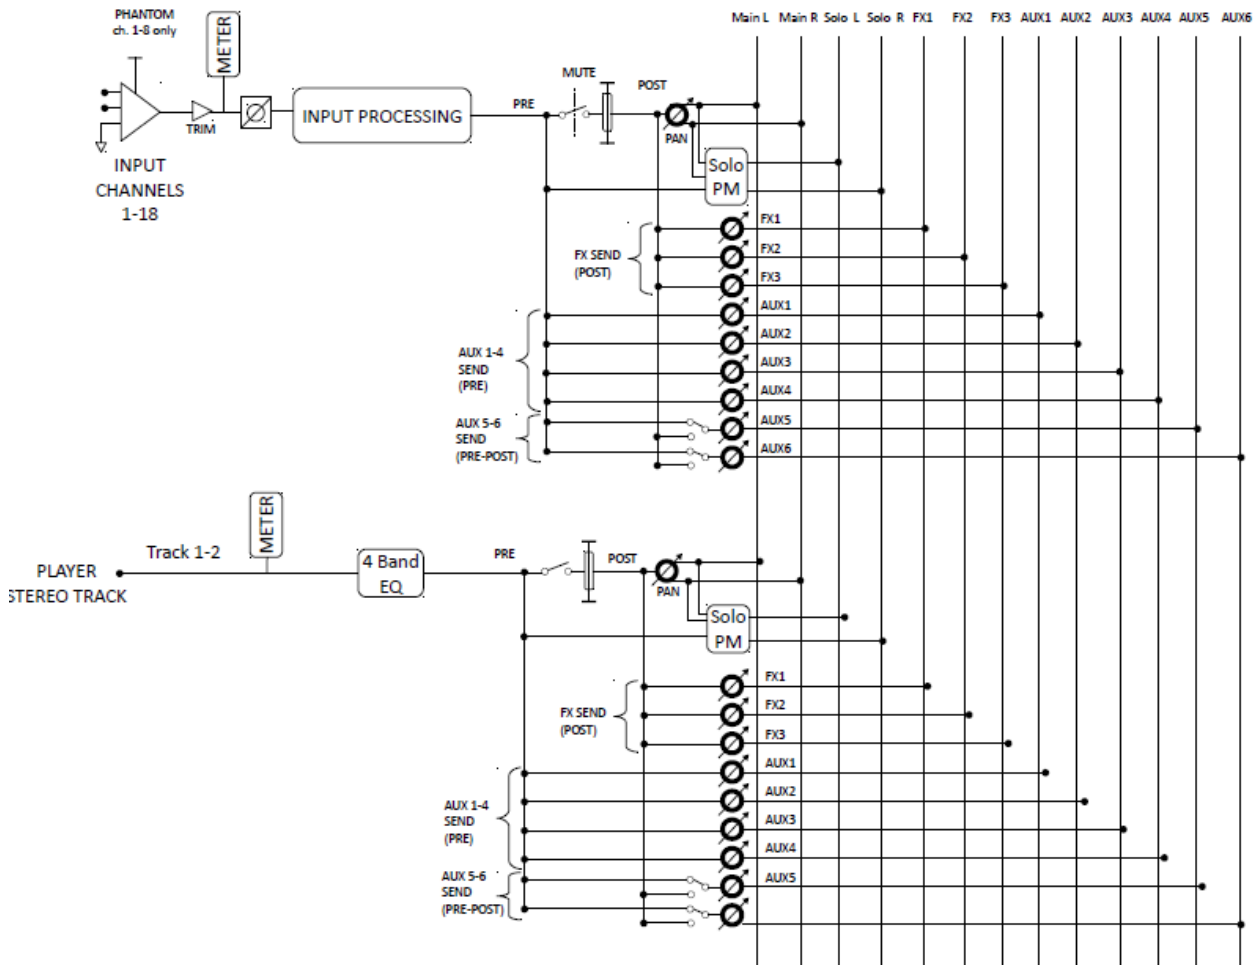 PHANTOM
ch. 1-8 only
METER
Main L Main R Solo L Solo R FX1 FX2 FX3 AUX1 AUX2 AUX3 AUX4 AUX5 AUX6
MUTE
POST
PRE
INPUT PROCESSING
TRIM
PAN
INPUT
CHANNELS
1-18
Solo
PM
FX1
FX SEND
(POST)
FX2
FX3
AUX1
AUX 1-4
SEND
(PRE)
AUX2
AUX3
AUX4
AUX 5-6
SEND
(PRE-POST)
AUX5
AUX6
METER
Track 1-2
PLAYER
STEREO TRACK
4 Band
EQ
PRE
POST
PAN
Solo
PM
FX1
FX SEND
(POST)
FX2
FX3
AUX1
AUX 1-4
SEND
(PRE)
AUX2
AUX3
AUX4
AUX 5-6
SEND
(PRE-POST)
AUX5